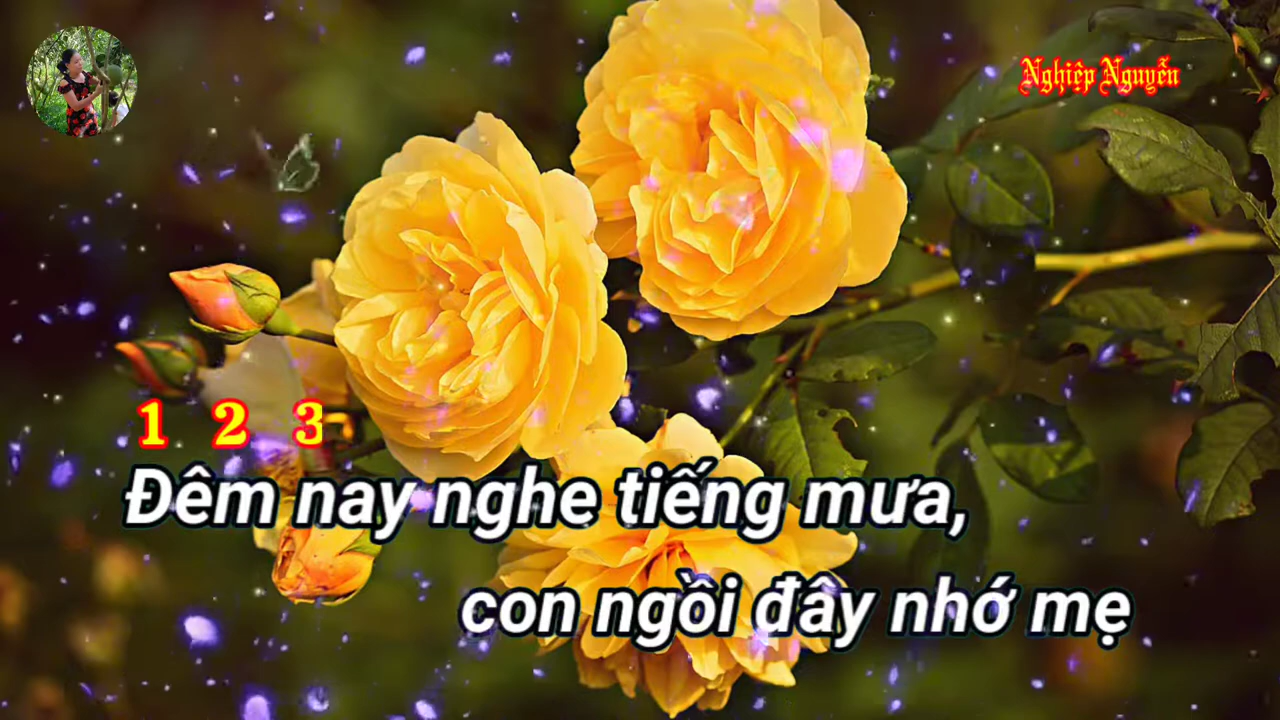 Nghiệp Nguyễn
1 2 3
Đêm nay nghe tiếng mưa,
con ngồi đây nhớ mẹ